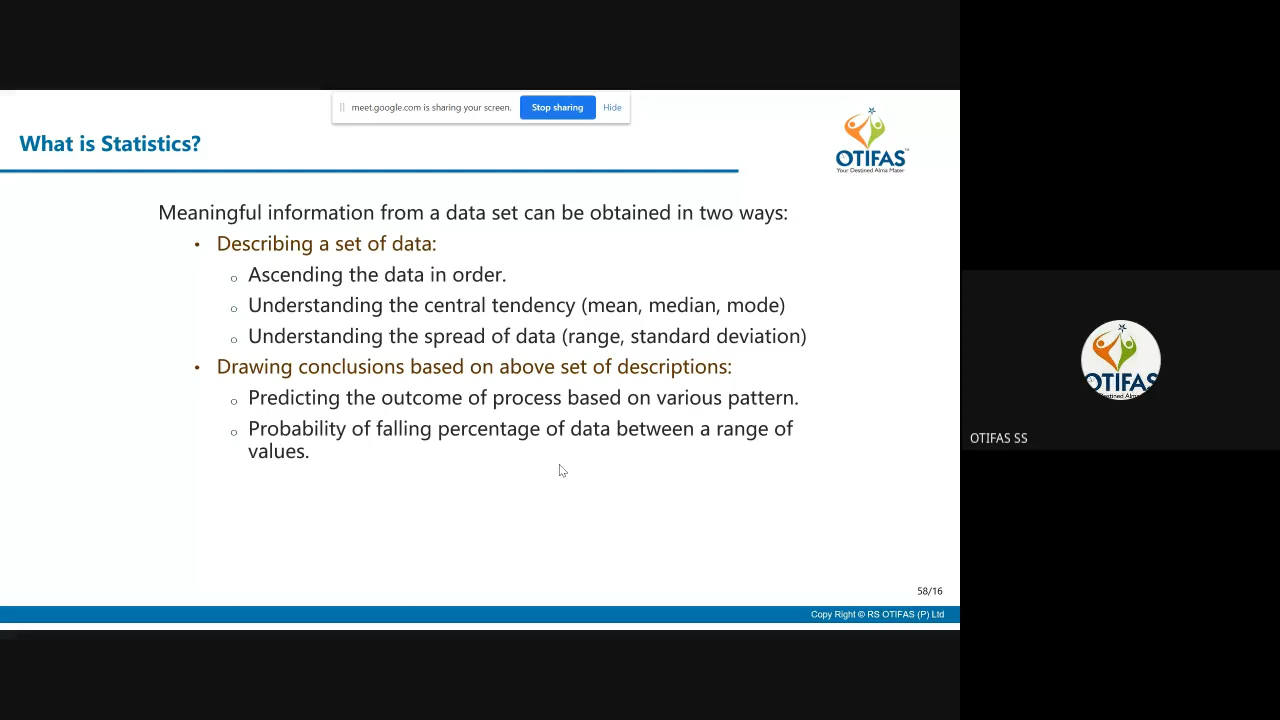 meet.google.com is sharing your screen. Stop sharing Hide
What is Statistics?
OTIFAS™
Your Destined Alma Mater
Meaningful information from a data set can be obtained in two ways:
• Describing a set of data:
o Ascending the data in order.
o Understanding the central tendency (mean, median, mode)
o Understanding the spread of data (range, standard deviation)
• Drawing conclusions based on above set of descriptions:
o Predicting the outcome of process based on various pattern.
o Probability of falling percentage of data between a range of
values.
58/16
Copy Right © RS OTIFAS (P) Ltd
OTIFAS
Destined Alma
OTIFAS SS